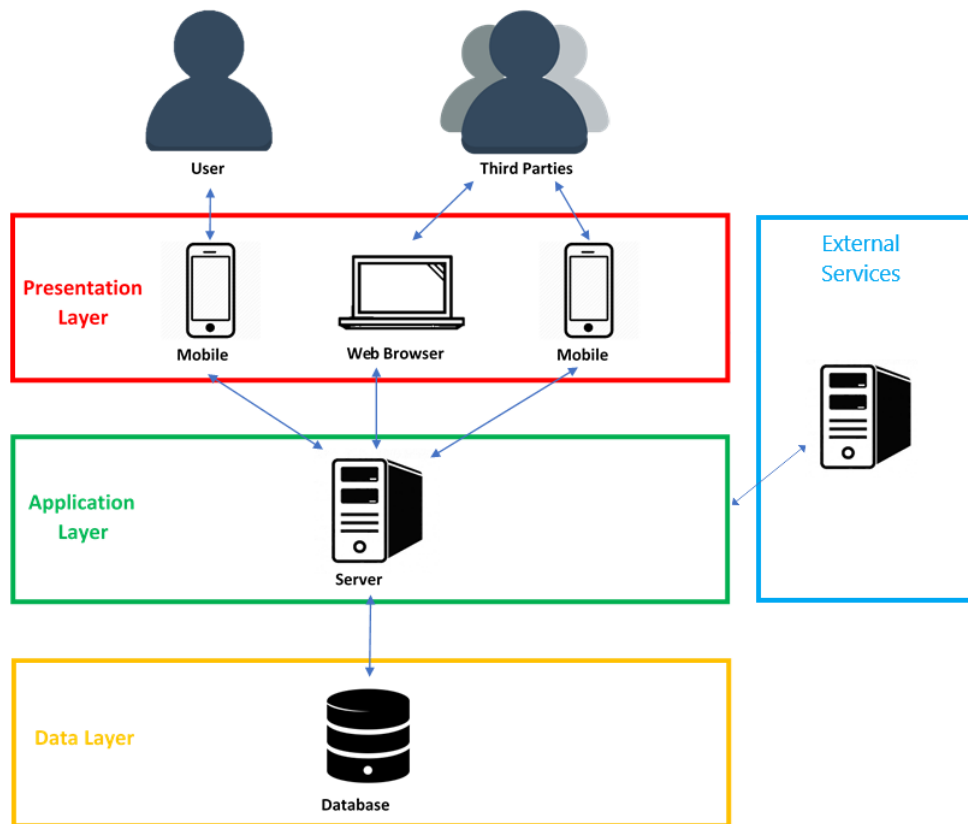 User
Third Parties
External
Services
Presentation
Layer
Mobile
Web Browser
Mobile
Application
Layer
Server
Data Layer
Database